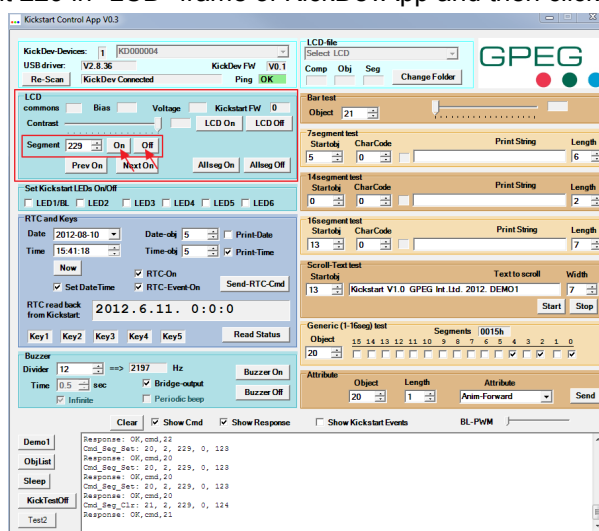 t 229 in "LCD" frame of KickDevApp and then click
Kickstart Control App V0.3
KickDev-Devices: 1 KD000004
USB driver: V2.8.36 KickDev FW V0.1
Re-Scan KickDev Connected Ping OK
LCD-file
Select LCD
Comp Obj Seg
Change Folder
GPEG
LCD
commons Bias Voltage Kickstart FW 0
Contrast LCD On LCD Off
Segment 229 On Off
Prev On Next On Allseg On Allseg Off
Set Kickstart LEDs On/Off
LED1/BL LED2 LED3 LED4 LED5 LED6
RTC and Keys
Date 2012-08-10 Date-obj 5 Print-Date
Time 15:41:18 Time-obj 5 Print-Time
Now RTC-On
Set DateTime RTC-Event-On Send-RTC-Cmd
RTC read back
from Kickstart: 2012.6.11. 0:0:0
Key1 Key2 Key3 Key4 Key5 Read Status
Buzzer
Divider 12 ==> 2197 Hz Buzzer On
Time 0.5 sec Bridge-output Buzzer Off
Infinite Periodic beep
Bar test
Object 21
7segment test
Startobj CharCode Print String Length
5 0 6
14segment test
Startobj CharCode Print String Length
0 0 2
16segment test
Startobj CharCode Print String Length
13 0 7
Scroll-Text test
Startobj Text to scroll Width
13 Kickstart V1.0 GPEG Int.Ltd. 2012. DEMO1 7
Start Stop
Generic (1-16seg) test
Segments 0015h
Object 15 14 13 12 11 10 9 8 7 6 5 4 3 2 1 0
20
Attribute
Object Length Attribute
20 1 Anim-Forward Send
Clear Show Cmd Show Response Show Kickstart Events BL-PWM
Demo1
ObjList
Sleep
KickTestOff
Test2
Response: OK,cmd,22
Cmd_Seg_Set: 20, 2, 229, 0, 123
Response: OK,cmd,20
Cmd_Seg_Set: 20, 2, 229, 0, 123
Response: OK,cmd,20
Cmd_Seg_Set: 20, 2, 229, 0, 123
Response: OK,cmd,20
Cmd_Seg_Clr: 21, 2, 229, 0, 124
Response: OK,cmd,21